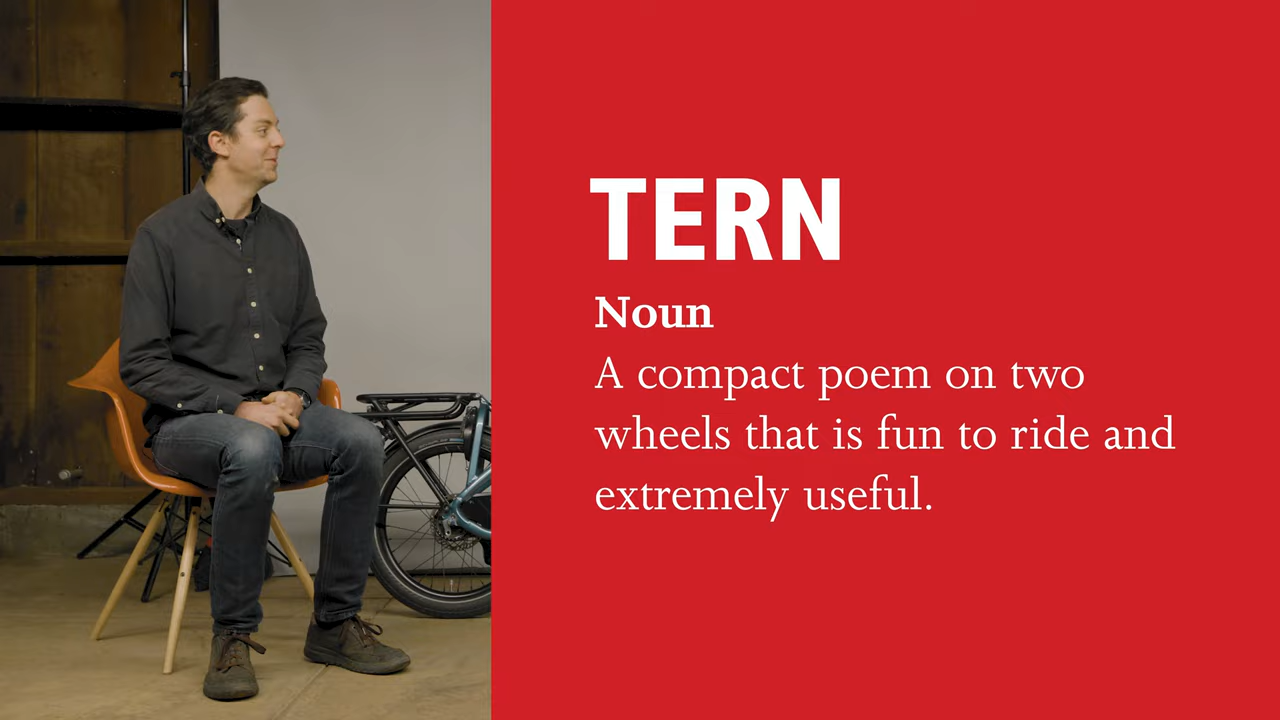 TERN
Noun
A compact poem on two
wheels that is fun to ride and
extremely useful.